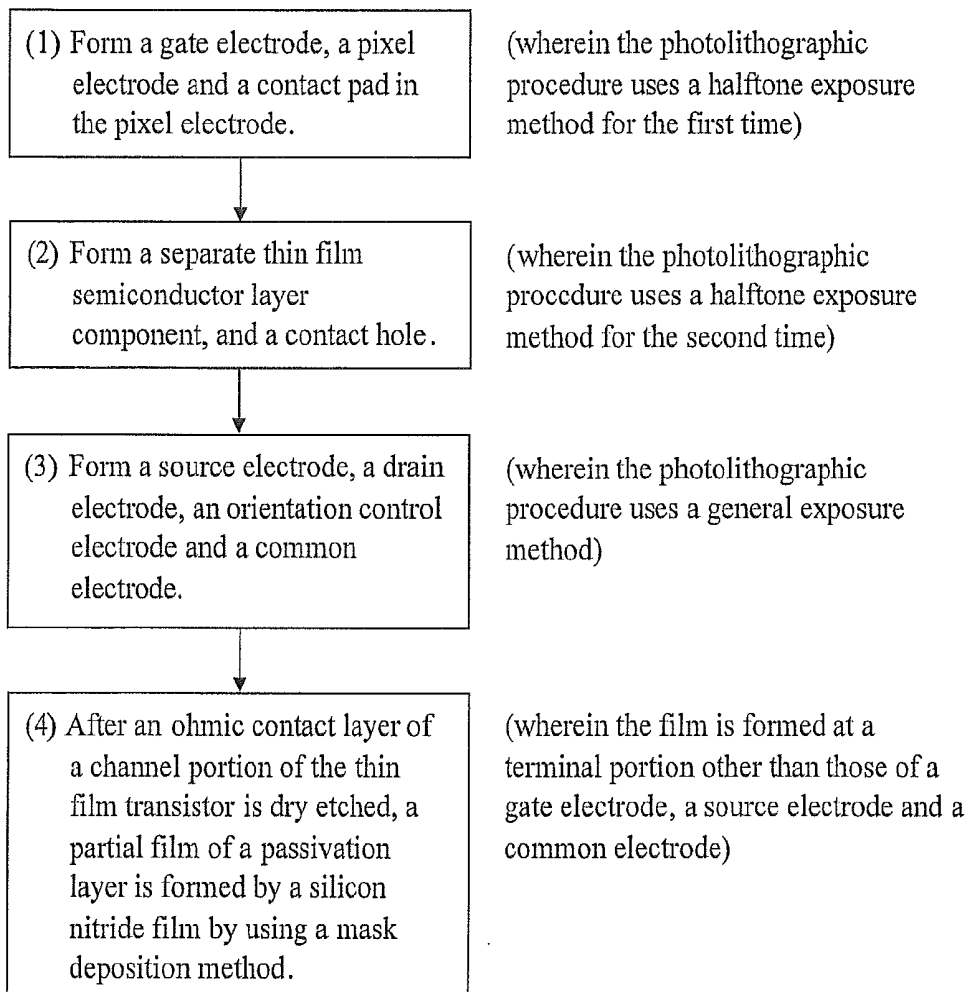 (1) Form a gate electrode, a pixel
electrode and a contact pad in
the pixel electrode.
(wherein the photolithographic
procedure uses a halftone exposure
method for the first time)
(2) Form a separate thin film
semiconductor layer
component, and a contact hole.
(wherein the photolithographic
procedure uses a halftone exposure
method for the second time)
(3) Form a source electrode, a drain
electrode, an orientation control
electrode and a common
electrode.
(wherein the photolithographic
procedure uses a general exposure
method)
(4) After an ohmic contact layer of
a channel portion of the thin
film transistor is dry etched, a
partial film of a passivation
layer is formed by a silicon
nitride film by using a mask
deposition method.
(wherein the film is formed at a
terminal portion other than those of a
gate electrode, a source electrode and a
common electrode)